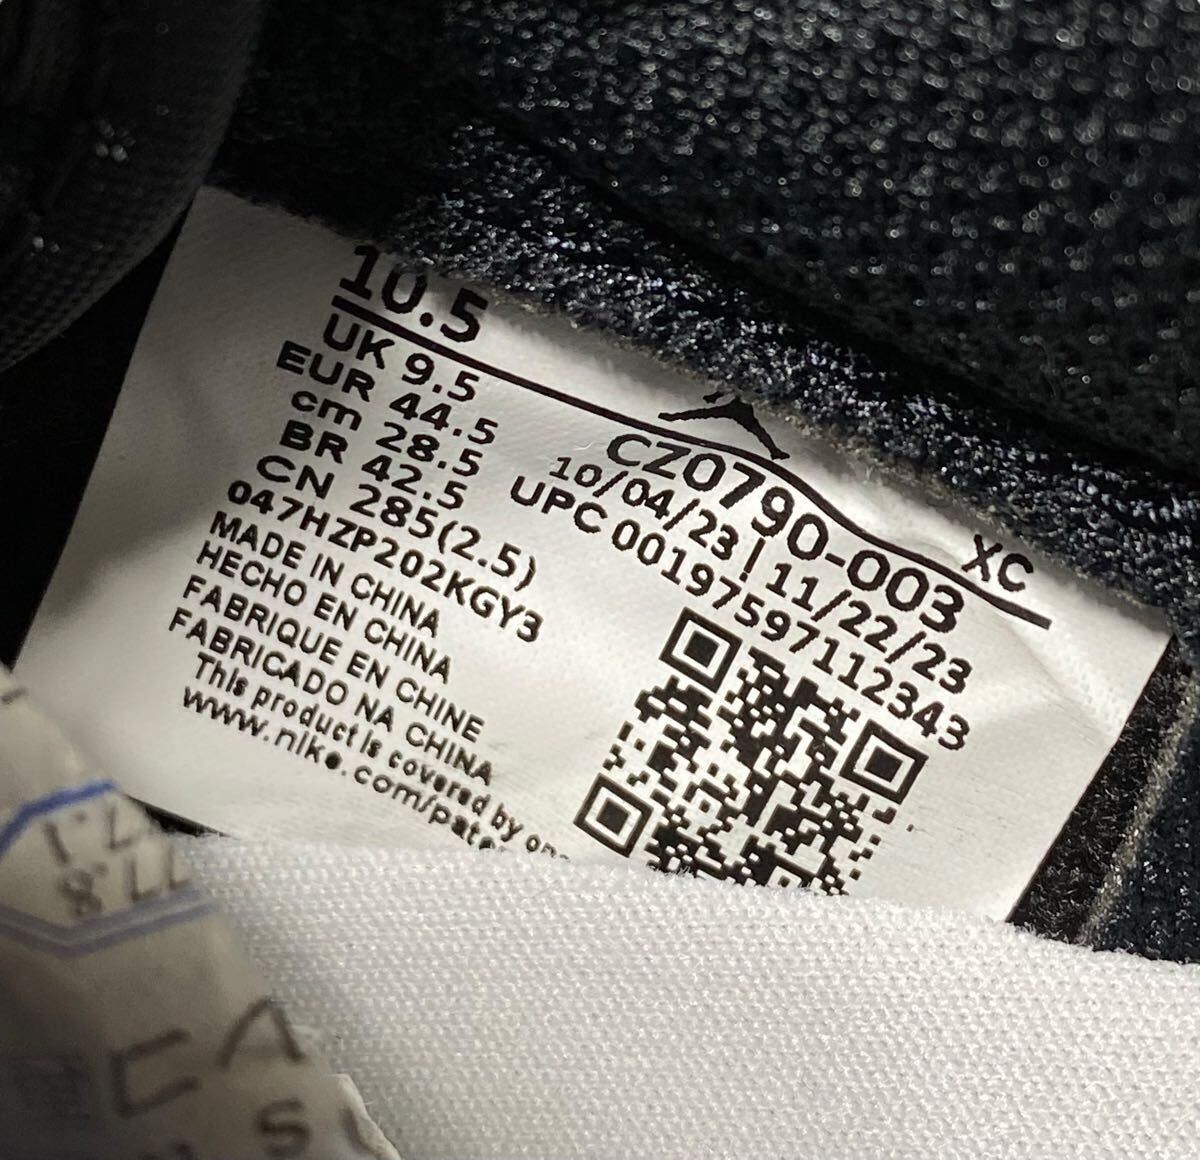 10.5
UK 9.5
EUR 44.5
cm 28.5
BR 42.5
CN 285(2.5)
047HZP202KGY3
MADE IN CHINA
HECHO EN CHINA
FABRIQUE EN CHINE
FABRICADO NA CHINA
This product is covered by
www.nike.com/pate
XC
CZ0790-003
10/04/23 | 11/22/23
UPC 00197597112343
77.8